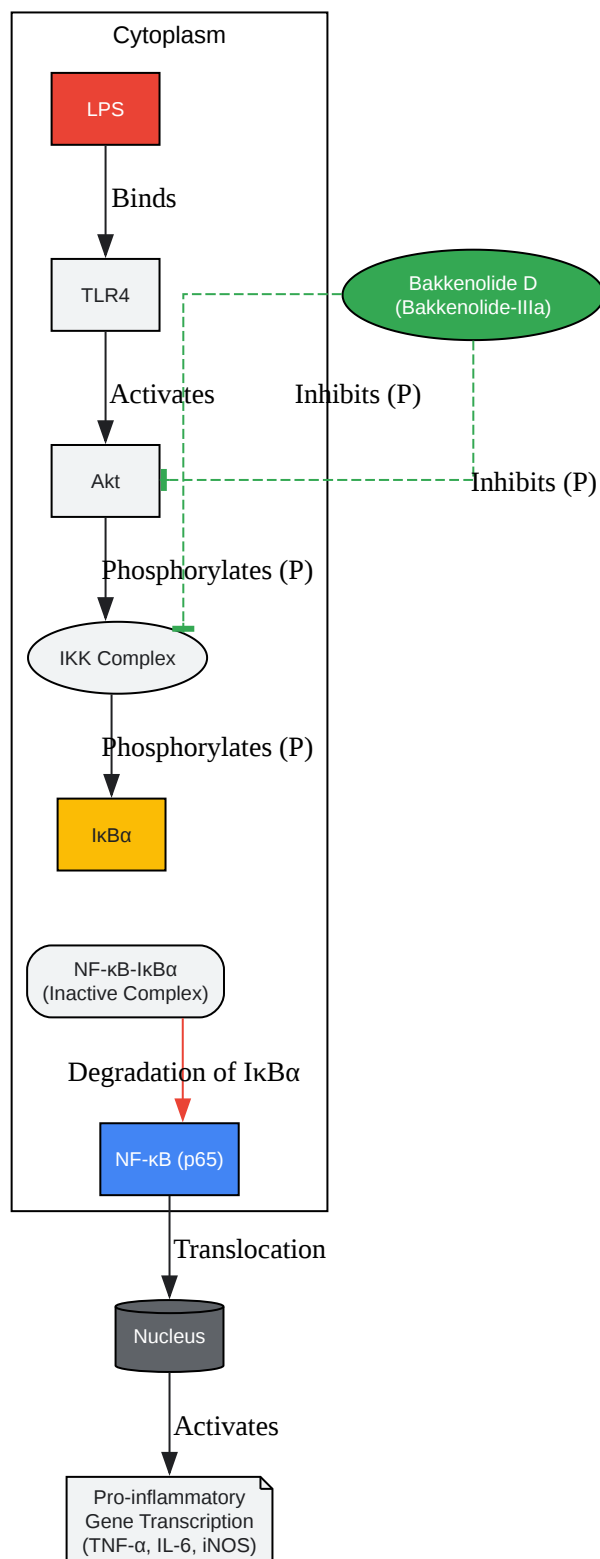 Cytoplasm
LPS
Binds
TLR4
Bakkenolide D
(Bakkenolide-IIIa)
Activates
Inhibits (P)
Akt
Inhibits (P)
Phosphorylates (P)
IKK Complex
Phosphorylates (P)
IκBα
NF-κB-IκBα
(Inactive Complex)
Degradation of IκBα
NF-κB (p65)
Translocation
Nucleus
Activates
Pro-inflammatory
Gene Transcription
(TNF-α, IL-6, iNOS)